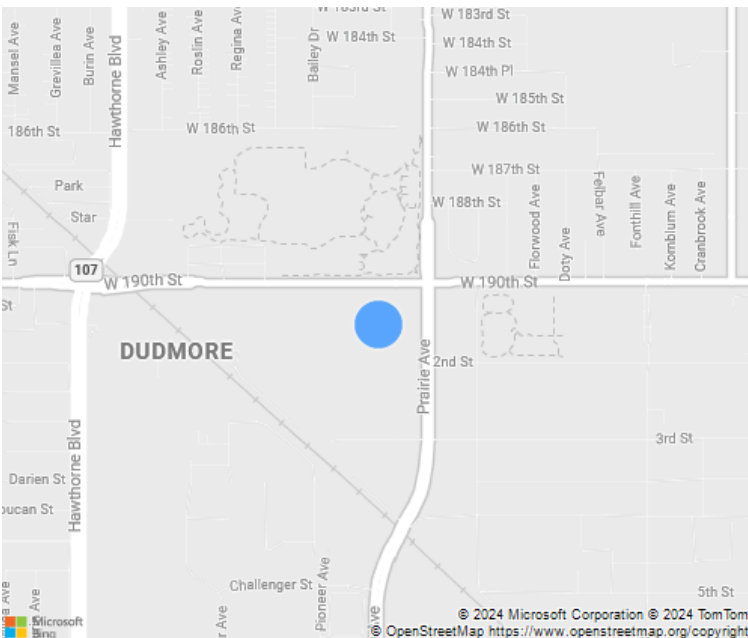 W 183rd St
W 183rd St
W 184th St
W 184th St
W 184th Pl
W 185th St
W 186th St
W 186th St
186th St
W 187th St
W 188th St
Mansel Ave
Grevillea Ave
Burin Ave
Hawthorne Blvd
Ashley Ave
Roslin Ave
Regina Ave
Bailey Dr
Park
Star
Fisk Ln
107
W 190th St
W 190th St
St
Florwood Ave
Doty Ave
Felbar Ave
Fonthill Ave
Kornblum Ave
Cranbrook Ave
DUDMORE
Prairie Ave
2nd St
3rd St
Hawthorne Blvd
Darien St
oucan St
Challenger St
Pioneer Ave
r Ave
Ave
Ave
5th St
Microsoft
Bing
© 2024 Microsoft Corporation © 2024 TomTom
© OpenStreetMap https://www.openstreetmap.org/copyright